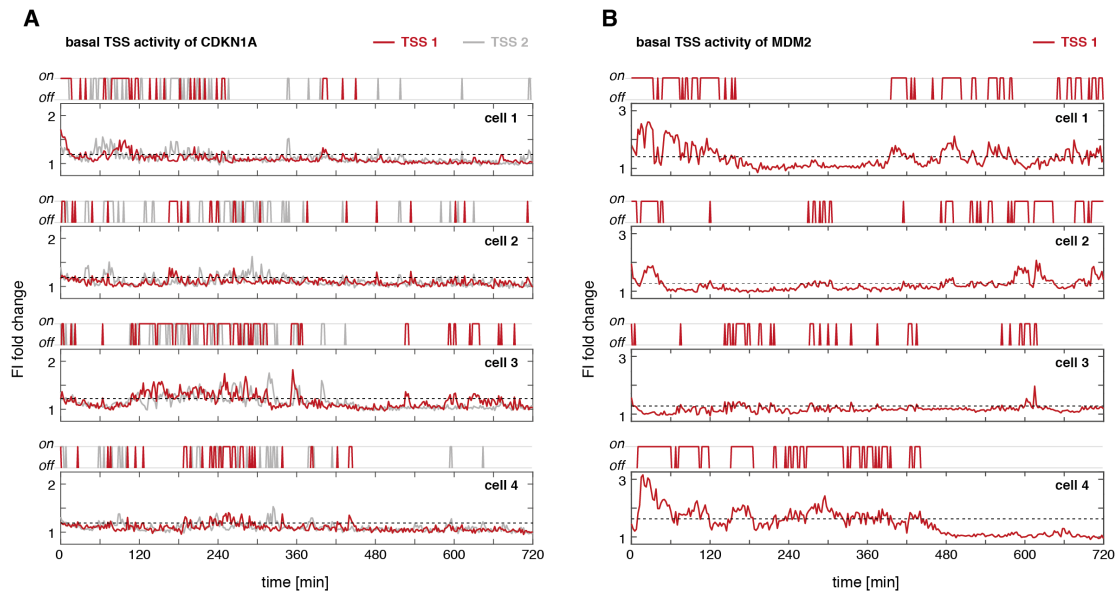 A
basal TSS activity of CDKN1A
TSS 1
TSS 2
on
off
2
1
cell 1
on
off
2
1
cell 2
on
off
2
1
cell 3
on
off
2
1
cell 4
0
120
240
360
480
600
720
time [min]
FI fold change
B
basal TSS activity of MDM2
TSS 1
on
off
3
1
cell 1
on
off
3
1
cell 2
on
off
3
1
cell 3
on
off
3
1
cell 4
0
120
240
360
480
600
720
time [min]
FI fold change